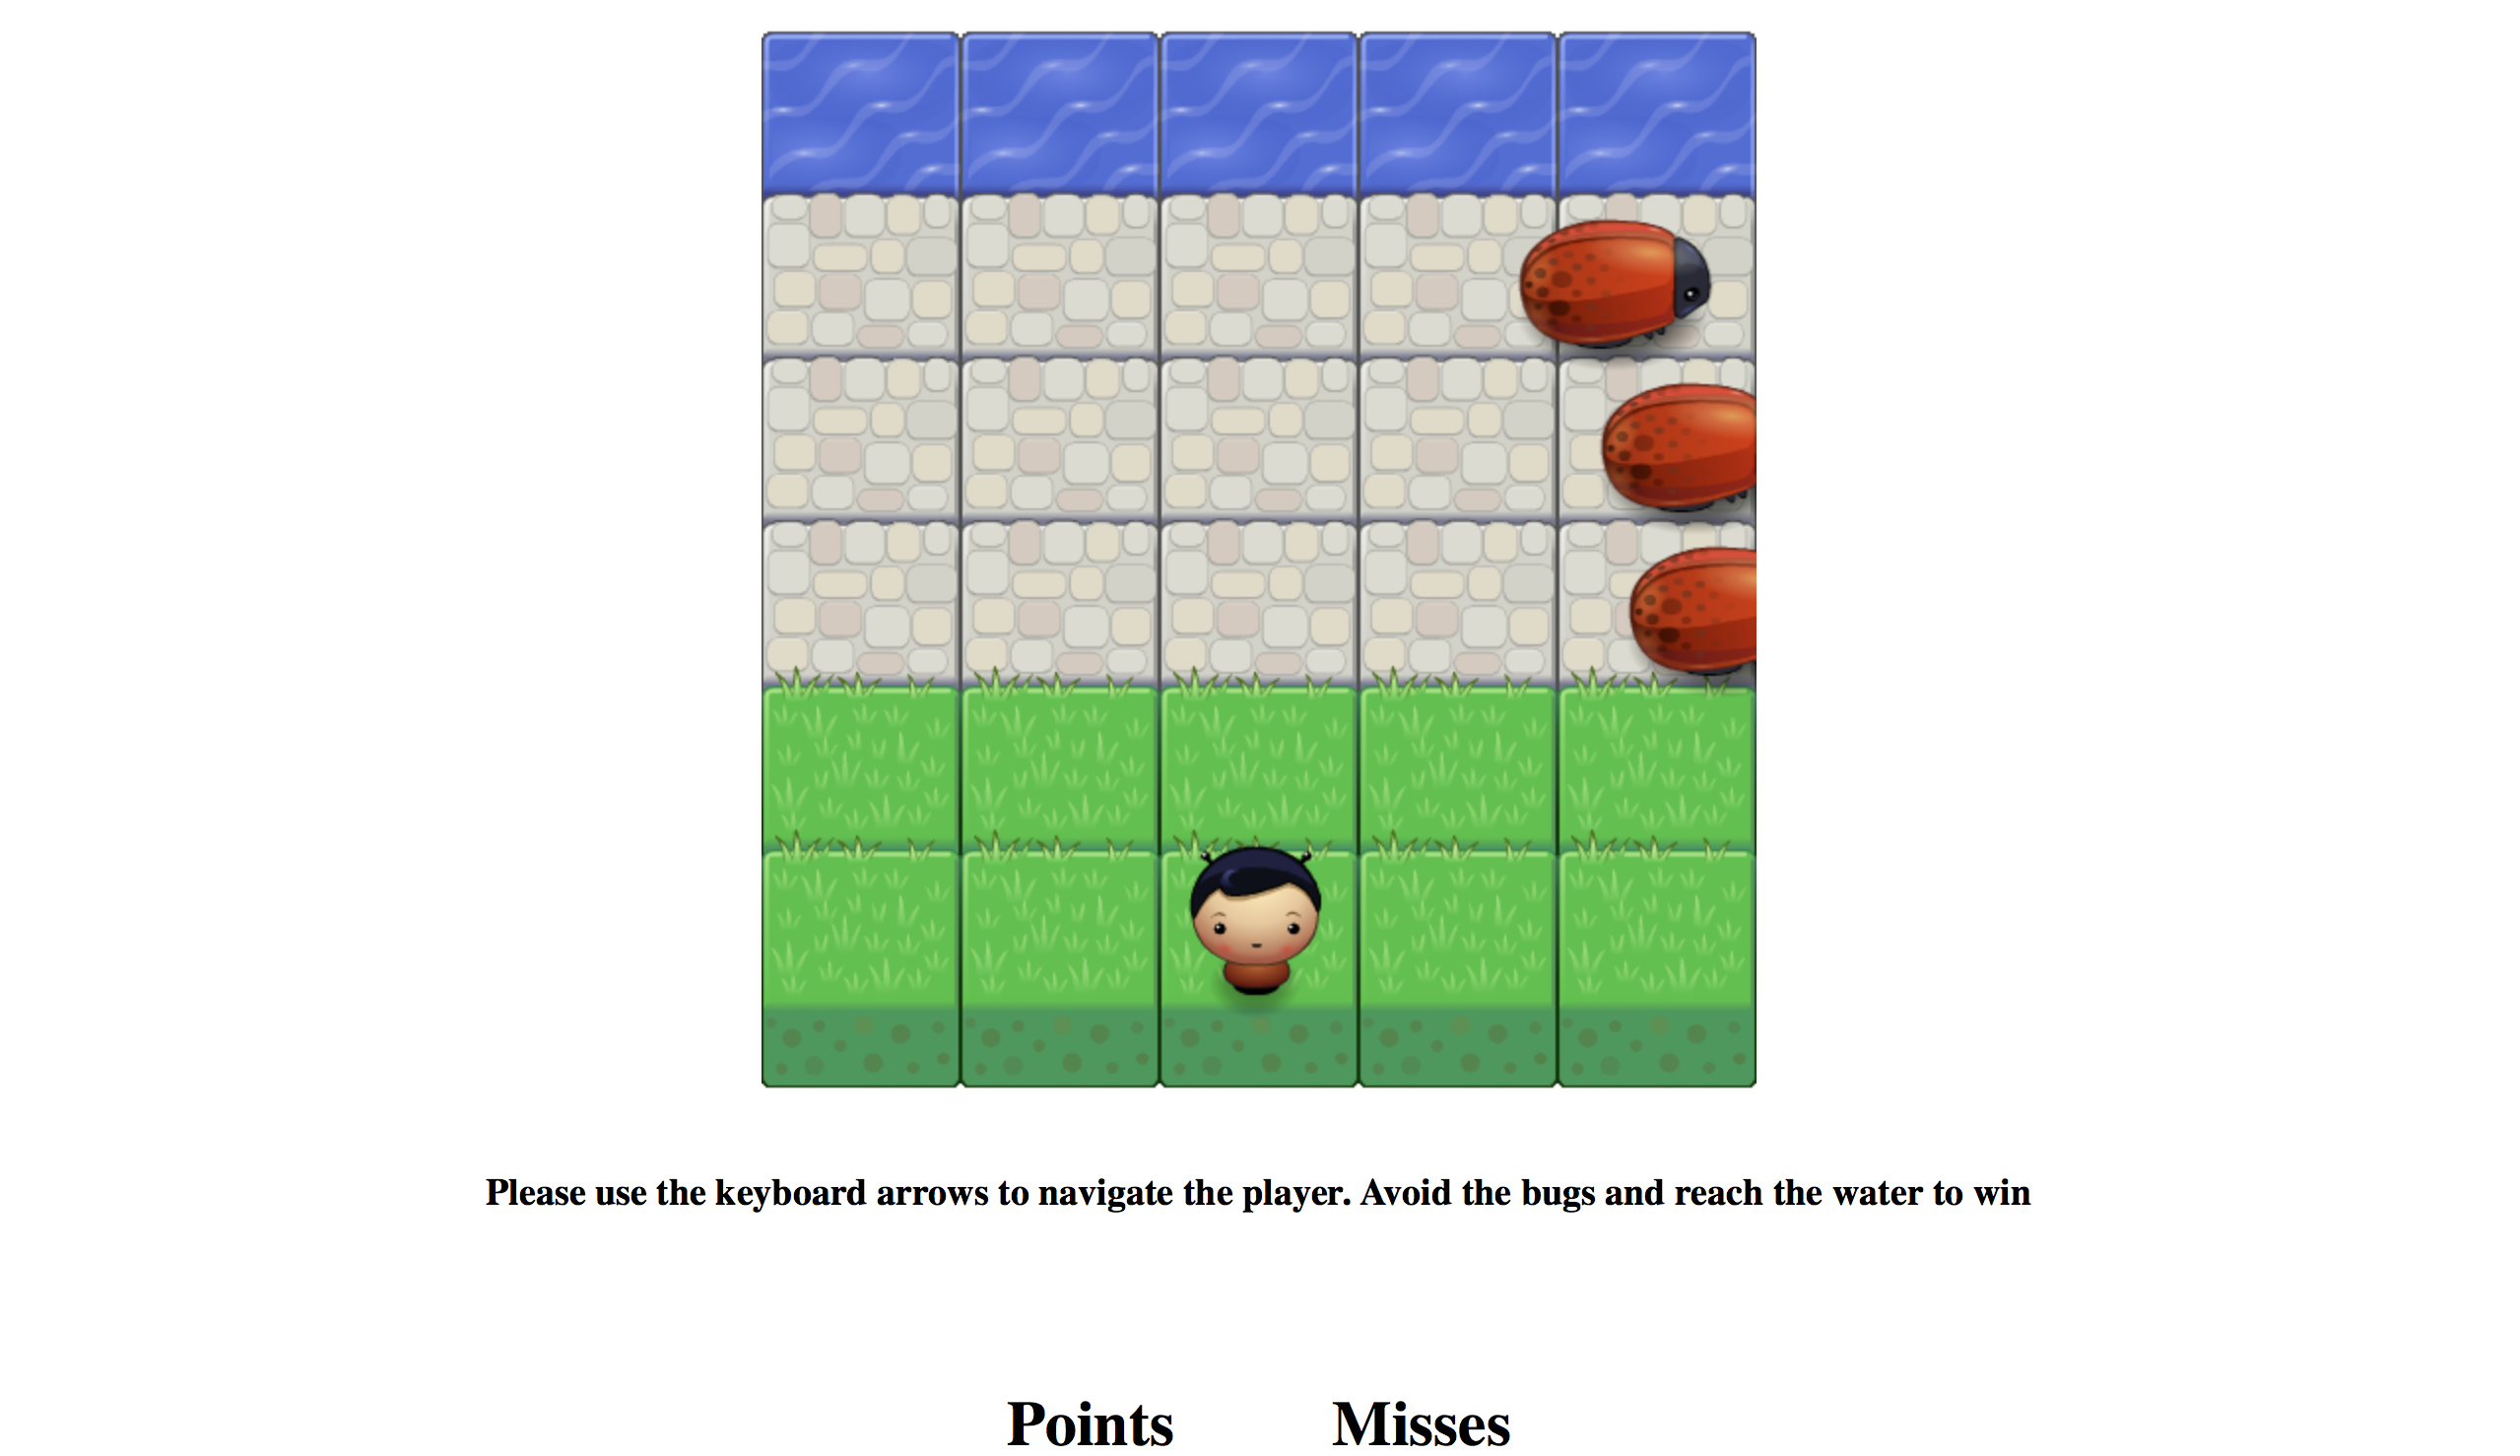 Please use the keyboard arrows to navigate the player. Avoid the bugs and reach the water to win
Points Misses